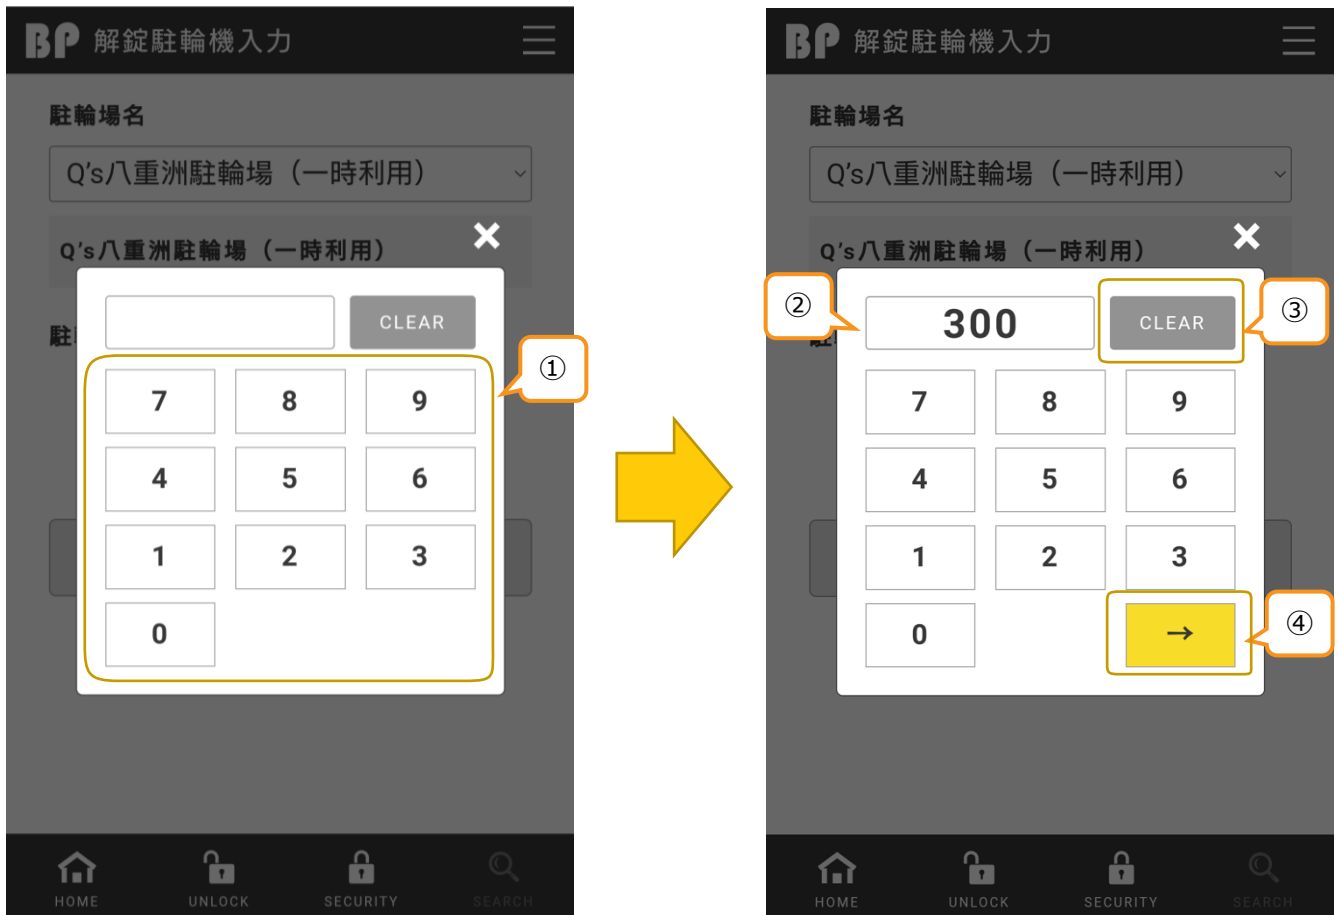 BP 解錠駐輪機入力
駐輪場名
Q's八重洲駐輪場（一時利用）
Q's八重洲駐輪場（一時利用）
CLEAR
駐
①
7 8 9
4 5 6
1 2 3
0
HOME UNLOCK SECURITY SEARCH
BP 解錠駐輪機入力
駐輪場名
Q's八重洲駐輪場（一時利用）
Q's八重洲駐輪場（一時利用）
②
300 CLEAR
③
7 8 9
4 5 6
1 2 3
0 →
④
HOME UNLOCK SECURITY SEARCH